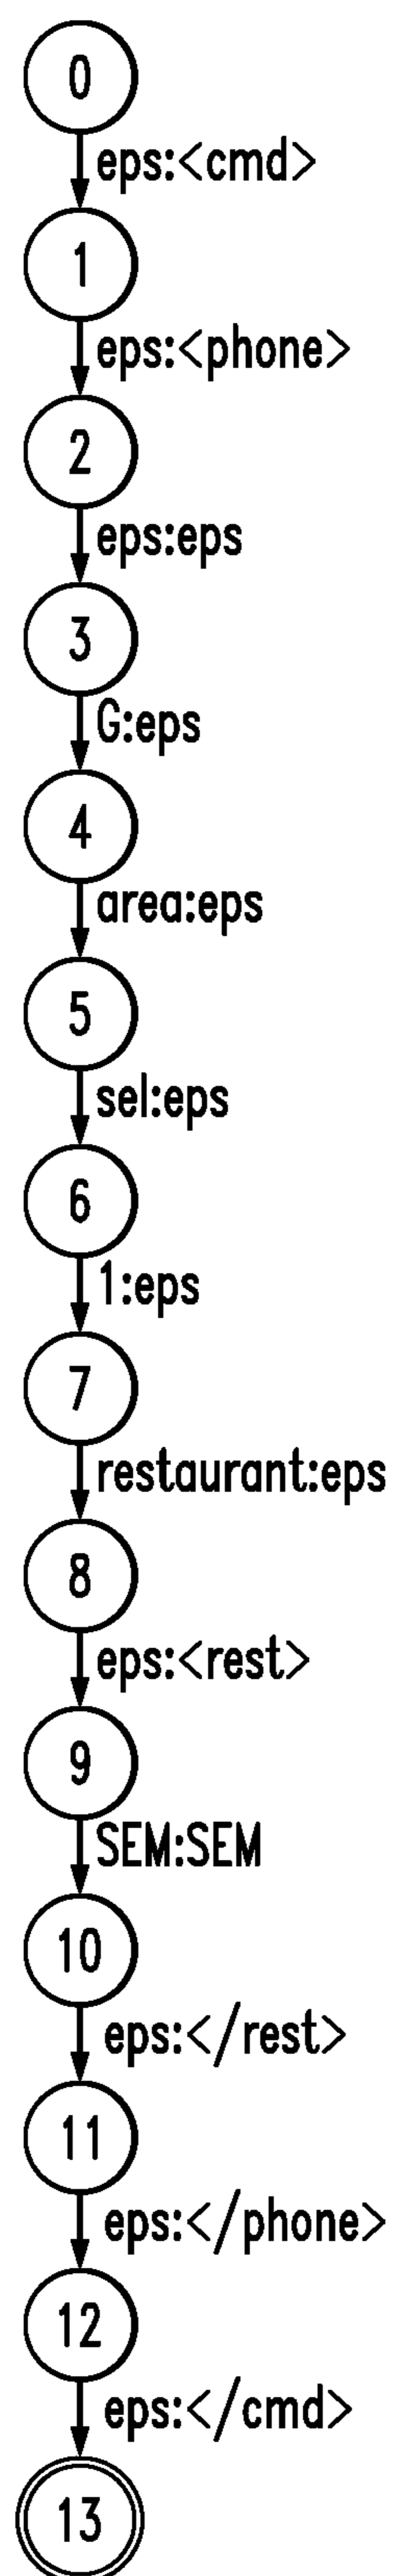 0
eps:<cmd>
1
eps:<phone>
2
eps:eps
3
G:eps
4
area:eps
5
sel:eps
6
1:eps
7
restaurant:eps
8
eps:<rest>
9
SEM:SEM
10
eps:</rest>
11
eps:</phone>
12
eps:</cmd>
13